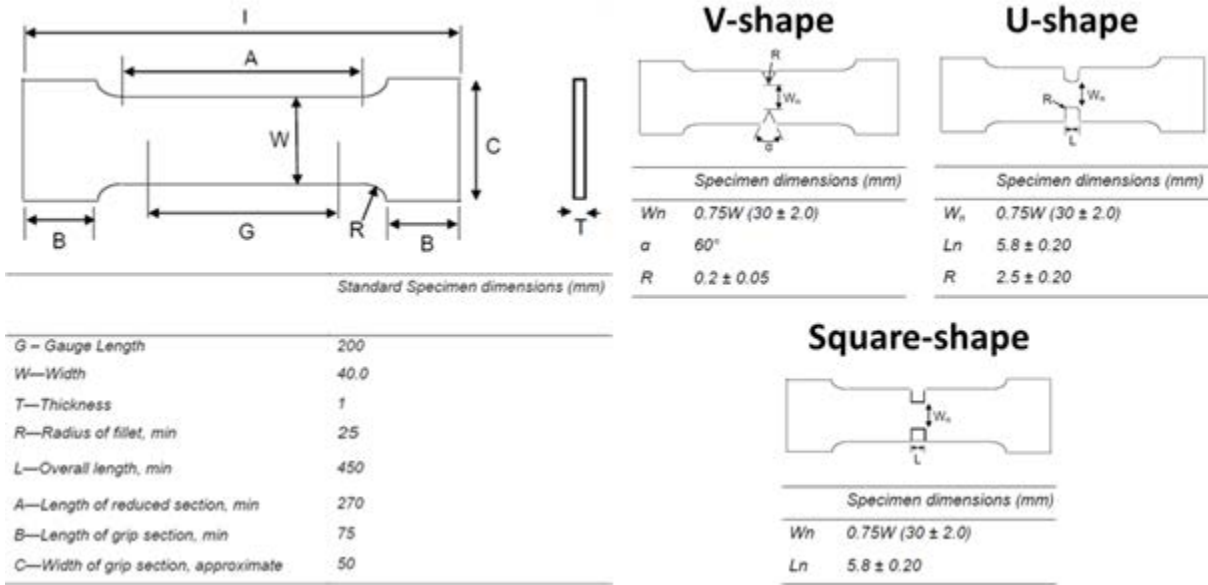 I
A
W
C
B
G
R
B
T
Standard Specimen dimensions (mm)
G – Gauge Length 200
W—Width 40.0
T—Thickness 1
R—Radius of fillet, min 25
L—Overall length, min 450
A—Length of reduced section, min 270
B—Length of grip section, min 75
C—Width of grip section, approximate 50
V-shape
R
Wn
α
Specimen dimensions (mm)
Wn 0.75W (30 ± 2.0)
α 60°
R 0.2 ± 0.05
U-shape
R
Wn
L
Specimen dimensions (mm)
Wn 0.75W (30 ± 2.0)
Ln 5.8 ± 0.20
R 2.5 ± 0.20
Square-shape
Wn
L
Specimen dimensions (mm)
Wn 0.75W (30 ± 2.0)
Ln 5.8 ± 0.20